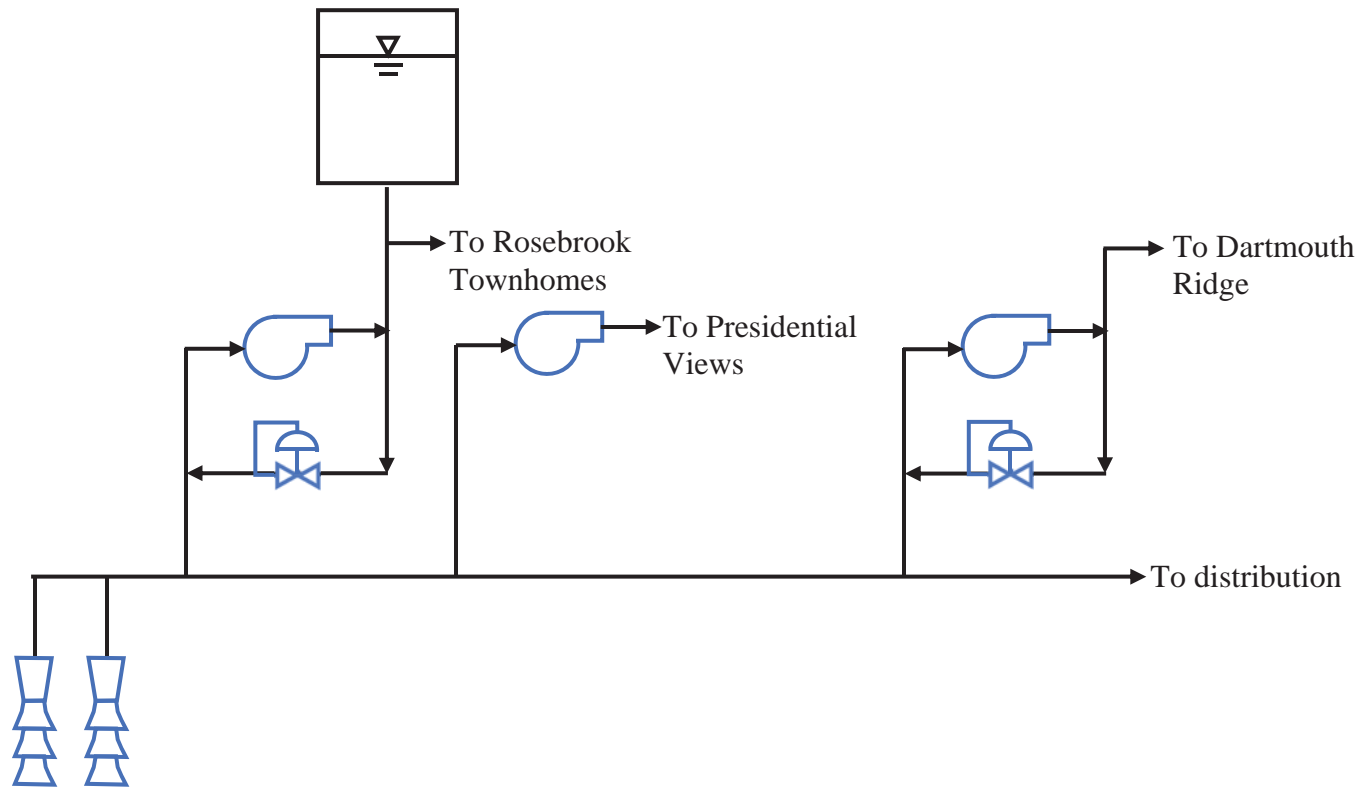 To Rosebrook
Townhomes
To Dartmouth
Ridge
To Presidential
Views
To distribution